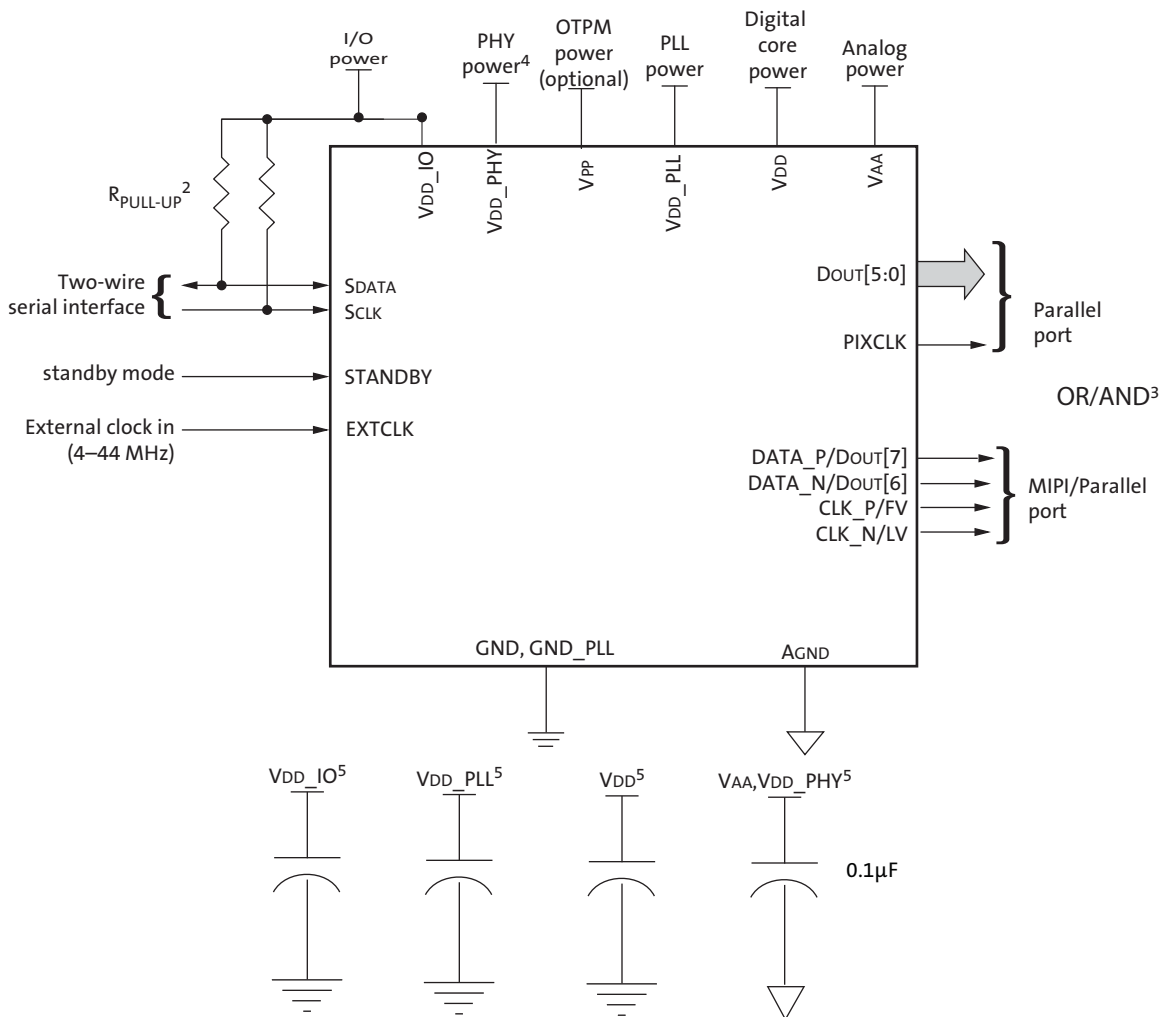 I/O
power
PHY
power4
OTPM
power
(optional)
PLL
power
Digital
core
power
Analog
power
VDD_IO
VDD_PHY
VPP
VDD_PLL
VDD
VAA
RPULL-UP2
Two-wire
serial interface
{
SDATA
SCLK
standby mode
STANDBY
External clock in
(4–44 MHz)
EXTCLK
DOUT[5:0]
PIXCLK
}
Parallel
port
OR/AND3
DATA_P/DOUT[7]
DATA_N/DOUT[6]
CLK_P/FV
CLK_N/LV
}
MIPI/Parallel
port
GND, GND_PLL
AGND
VDD_IO5
VDD_PLL5
VDD5
VAA,VDD_PHY5
0.1µF